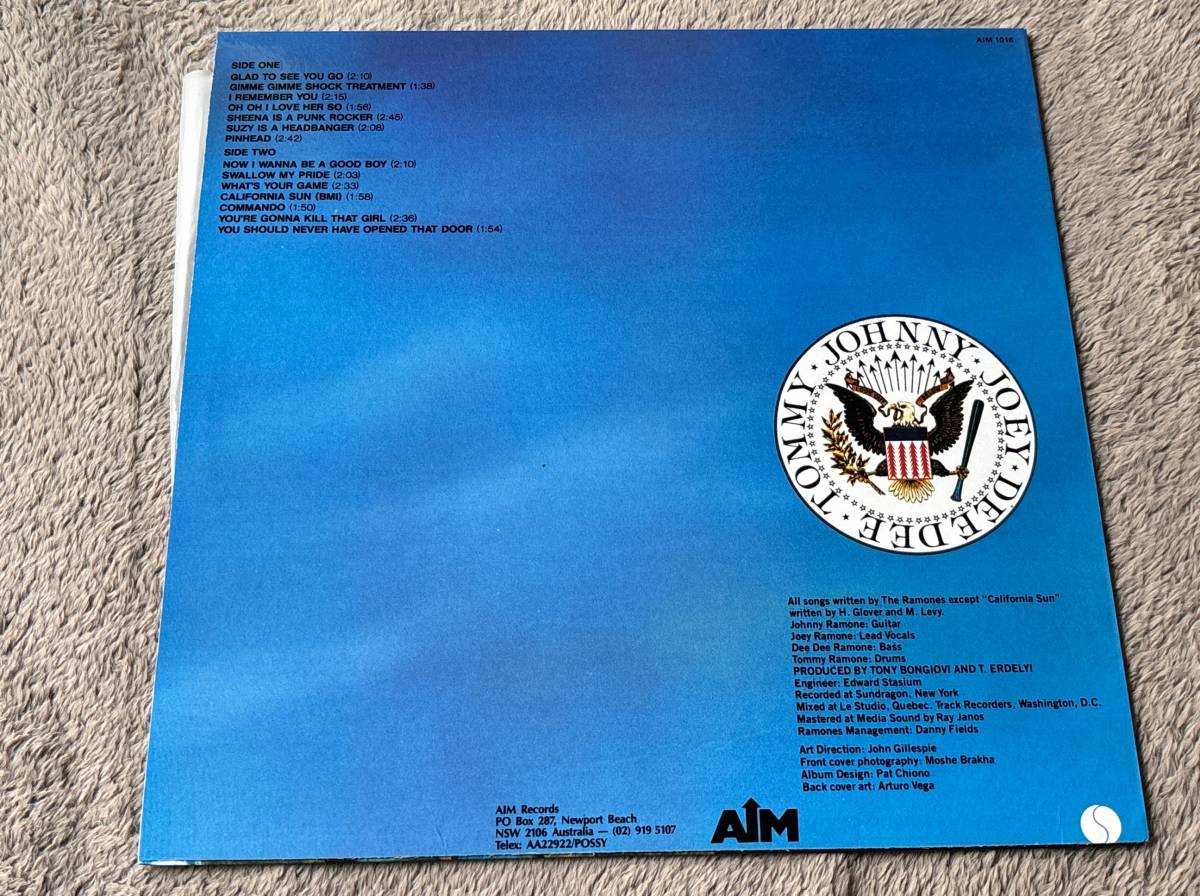 AIM 1016
SIDE ONE
GLAD TO SEE YOU GO (2:10)
GIMME GIMME SHOCK TREATMENT (1:38)
I REMEMBER YOU (2:15)
OH OH I LOVE HER SO (1:56)
SHEENA IS A PUNK ROCKER (2:45)
SUZY IS A HEADBANGER (2:08)
PINHEAD (2:42)
SIDE TWO
NOW I WANNA BE A GOOD BOY (2:10)
SWALLOW MY PRIDE (2:03)
WHAT'S YOUR GAME (2:33)
CALIFORNIA SUN (BMI) (1:58)
COMMANDO (1:50)
YOU'RE GONNA KILL THAT GIRL (2:36)
YOU SHOULD NEVER HAVE OPENED THAT DOOR (1:54)
JOHNNY · JOEY · DEE DEE · TOMMY ·
All songs written by The Ramones except "California Sun"
written by H. Glover and M. Levy.
Johnny Ramone: Guitar
Joey Ramone: Lead Vocals
Dee Dee Ramone: Bass
Tommy Ramone: Drums
PRODUCED BY TONY BONGIOVI AND T. ERDELYI
Engineer: Edward Stasium
Recorded at Sundragon, New York
Mixed at Le Studio, Quebec. Track Recorders, Washington, D.C.
Mastered at Media Sound by Ray Janos
Ramones Management: Danny Fields
Art Direction: John Gillespie
Front cover photography: Moshe Brakha
Album Design: Pat Chiono
Back cover art: Arturo Vega
AIM Records
PO Box 287, Newport Beach
NSW 2106 Australia — (02) 919 5107
Telex: AA22922/POSSY
AIM